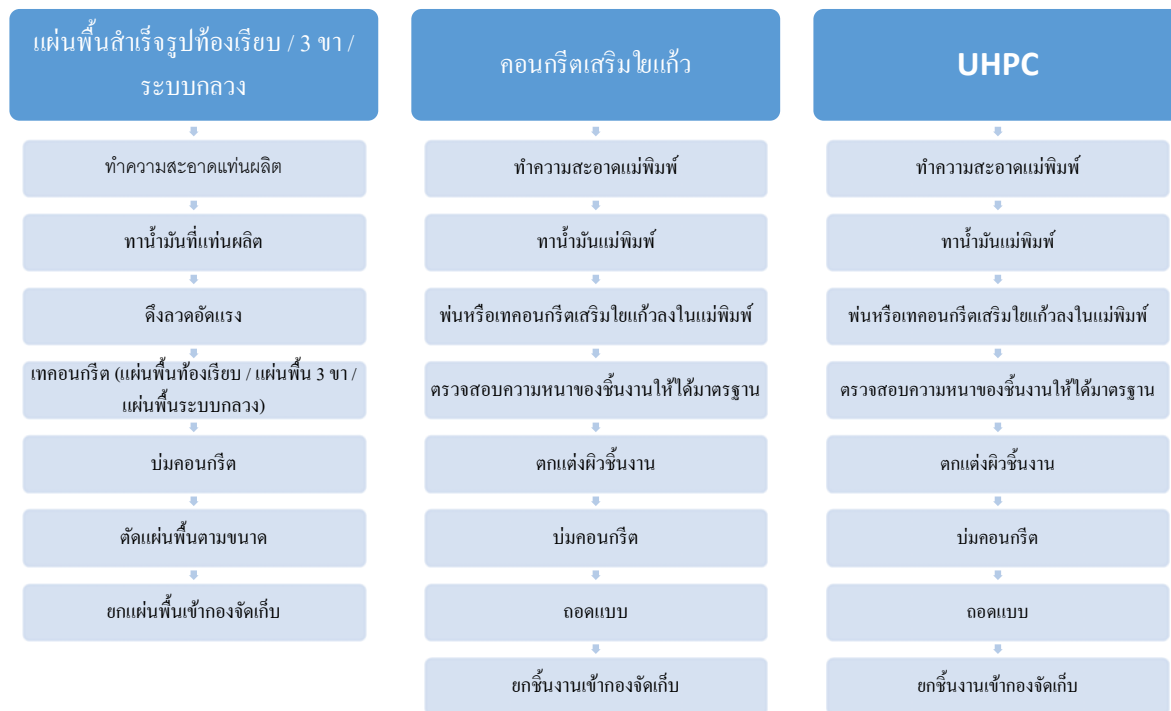 แผ่นพื้นสำเร็จรูปท้องเรียบ / 3 ขา /
ระบบกลวง
ทำความสะอาดแท่นผลิต
ทาน้ำมันที่แท่นผลิต
ดึงลวดอัดแรง
เทคอนกรีต (แผ่นพื้นท้องเรียบ / แผ่นพื้น 3 ขา /
แผ่นพื้นระบบกลวง)
บ่มคอนกรีต
ตัดแผ่นพื้นตามขนาด
ยกแผ่นพื้นเข้ากองจัดเก็บ
คอนกรีตเสริมใยแก้ว
ทำความสะอาดแม่พิมพ์
ทาน้ำมันแม่พิมพ์
พ่นหรือเทคอนกรีตเสริมใยแก้วลงในแม่พิมพ์
ตรวจสอบความหนาของชิ้นงานให้ได้มาตรฐาน
ตกแต่งผิวชิ้นงาน
บ่มคอนกรีต
ถอดแบบ
ยกชิ้นงานเข้ากองจัดเก็บ
UHPC
ทำความสะอาดแม่พิมพ์
ทาน้ำมันแม่พิมพ์
พ่นหรือเทคอนกรีตเสริมใยแก้วลงในแม่พิมพ์
ตรวจสอบความหนาของชิ้นงานให้ได้มาตรฐาน
ตกแต่งผิวชิ้นงาน
บ่มคอนกรีต
ถอดแบบ
ยกชิ้นงานเข้ากองจัดเก็บ